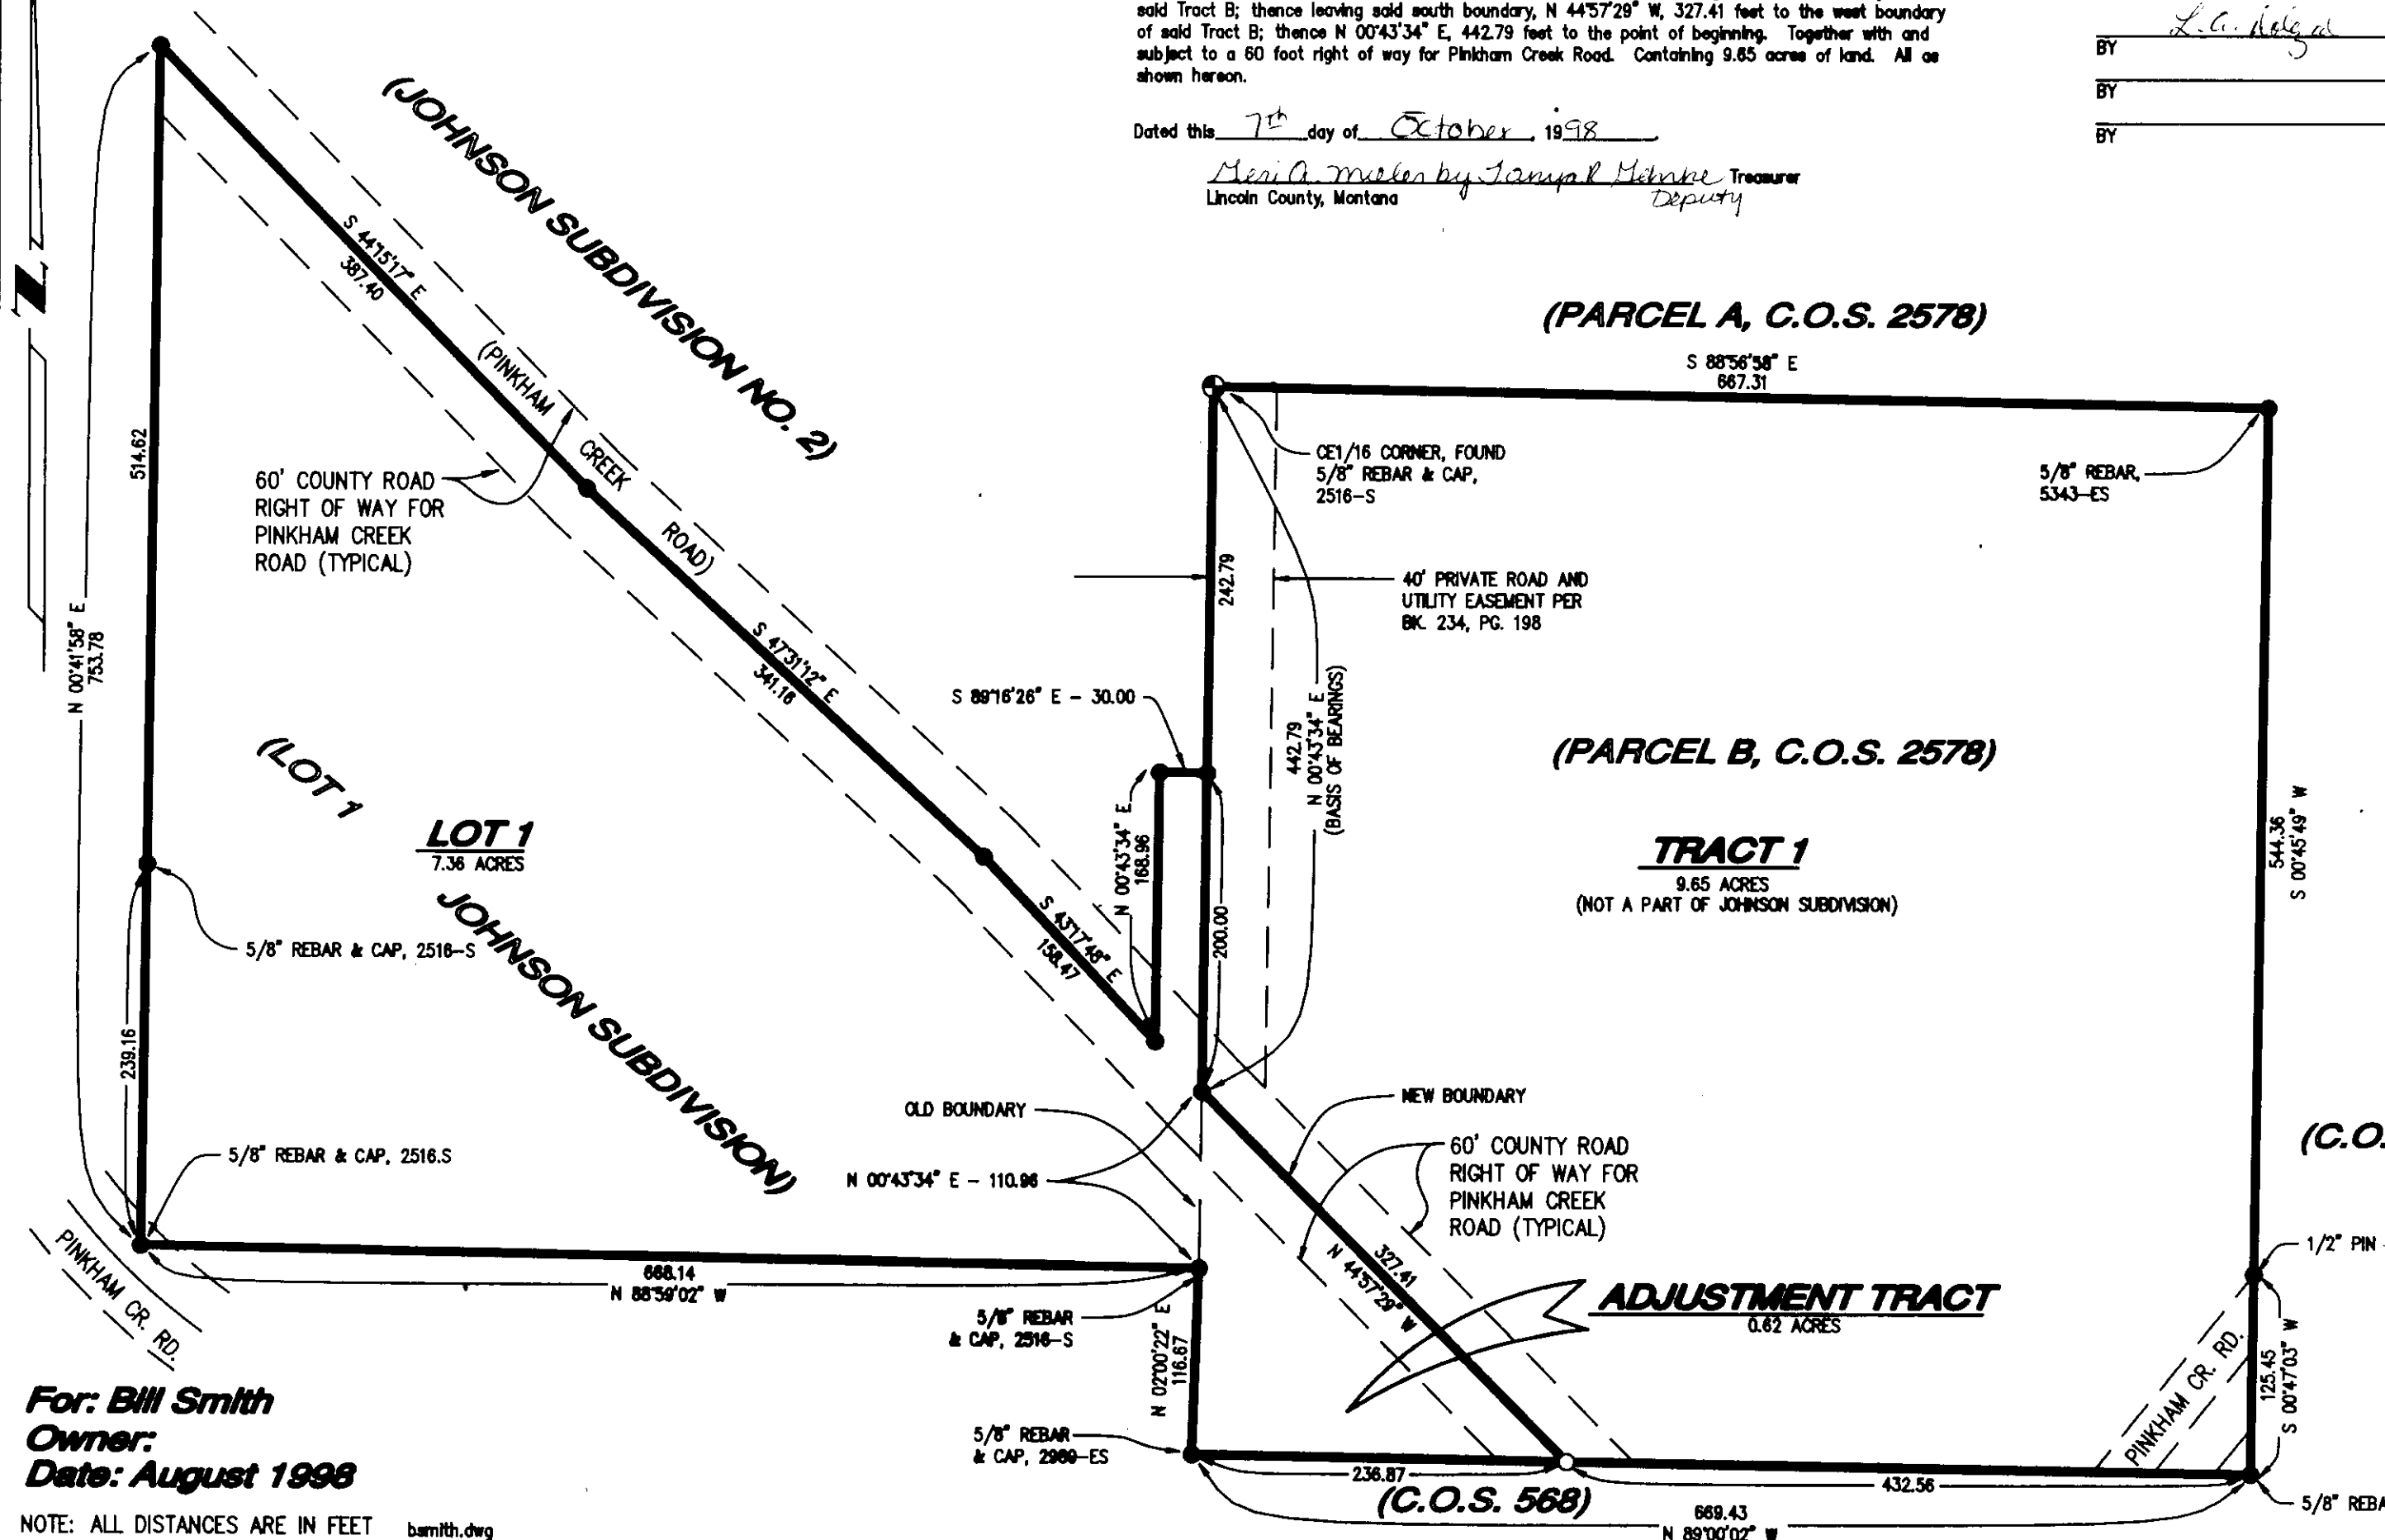 said Tract B; thence leaving said south boundary, N 44°57'29" W, 327.41 feet to the west boundary
of said Tract B; thence N 00°43'34" E, 442.79 feet to the point of beginning. Together with and
subject to a 60 foot right of way for Pinkham Creek Road. Containing 9.65 acres of land. All as
shown hereon.
Dated this 7th day of October, 1998
by Treasurer
Deputy
Lincoln County, Montana
BY
BY
BY
Z
(JOHNSON SUBDIVISION NO. 2)
S 44°15'17" E
387.40
(PINKHAM
CREEK
ROAD)
60' COUNTY ROAD
RIGHT OF WAY FOR
PINKHAM CREEK
ROAD (TYPICAL)
514.62
N 00°41'58" E
753.78
S 47°31'12" E
341.16
(LOT 1
LOT 1
7.36 ACRES
JOHNSON SUBDIVISION)
5/8" REBAR & CAP, 2516-S
239.16
5/8" REBAR & CAP, 2516.S
PINKHAM CR. RD.
668.14
N 88°59'02" W
S 43°17'48" E
158.47
N 00°43'34" E
168.96
S 89°16'26" E - 30.00
(PARCEL A, C.O.S. 2578)
S 88°56'58" E
667.31
CE1/16 CORNER, FOUND
5/8" REBAR & CAP,
2516-S
5/8" REBAR,
5343-ES
242.79
40' PRIVATE ROAD AND
UTILITY EASEMENT PER
BK. 234, PG. 198
442.79
N 00°43'34" E
(BASIS OF BEARINGS)
200.00
(PARCEL B, C.O.S. 2578)
TRACT 1
9.65 ACRES
(NOT A PART OF JOHNSON SUBDIVISION)
544.36
S 00°45'49" W
OLD BOUNDARY
NEW BOUNDARY
N 00°43'34" E - 110.96
60' COUNTY ROAD
RIGHT OF WAY FOR
PINKHAM CREEK
ROAD (TYPICAL)
(C.O.
1/2" PIN
327.41
N 44°57'29" W
ADJUSTMENT TRACT
0.62 ACRES
5/8" REBAR
& CAP, 2516-S
N 02°00'22" E
116.67
5/8" REBAR
& CAP, 2989-ES
PINKHAM CR. RD.
125.45
S 00°47'03" W
236.87
432.56
(C.O.S. 568)
669.43
N 89°00'02" W
5/8" REBA
For: Bill Smith
Owner:
Date: August 1998
NOTE: ALL DISTANCES ARE IN FEET
bsmith.dwg